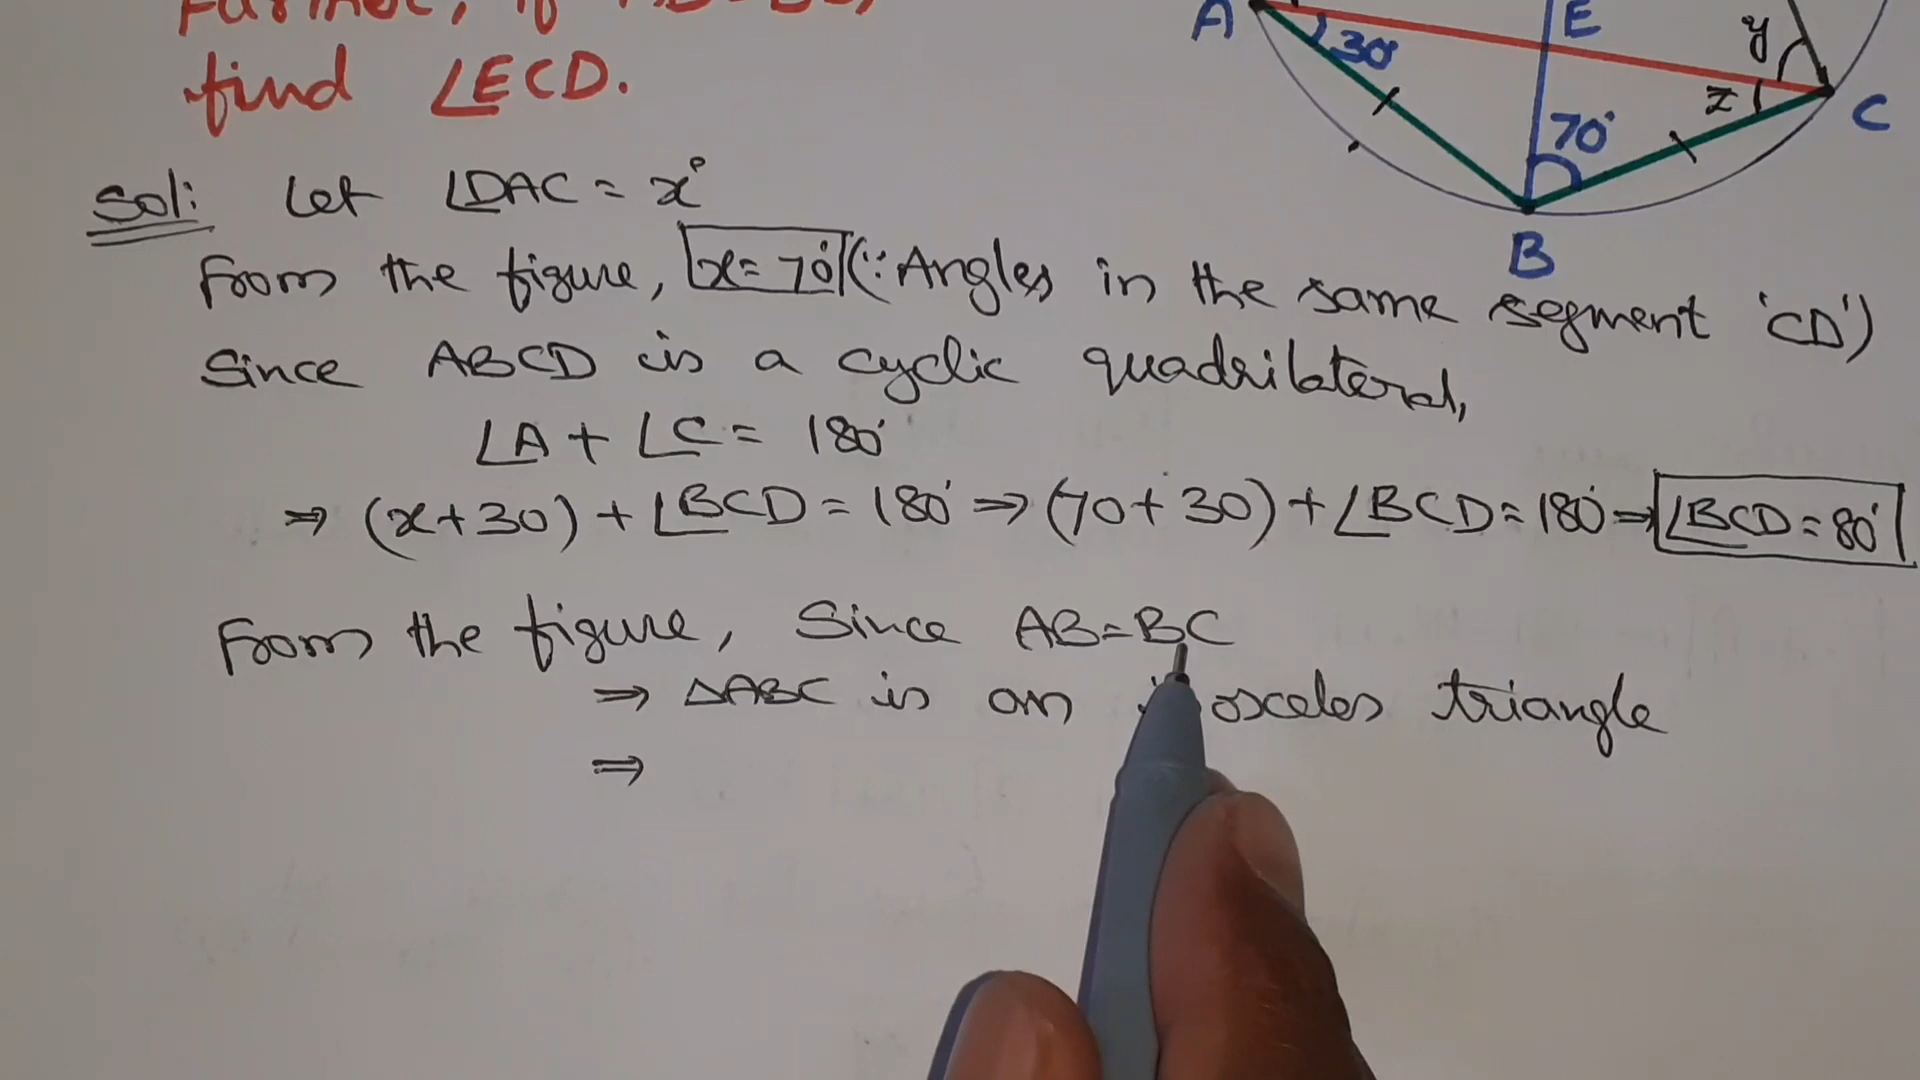 find ∠ECD.
A
30°
E
y
z
C
70°
B
Sol: Let ∠DAC = x°
From the figure, x = 70° (∵ Angles in the same segment 'CD')
Since ABCD is a cyclic quadrilateral,
∠A + ∠C = 180°
⇒ (x+30) + ∠BCD = 180° ⇒ (70+30) + ∠BCD = 180° ⇒ ∠BCD = 80°
From the figure, Since AB=BC
⇒ △ABC is an triangle
⇒